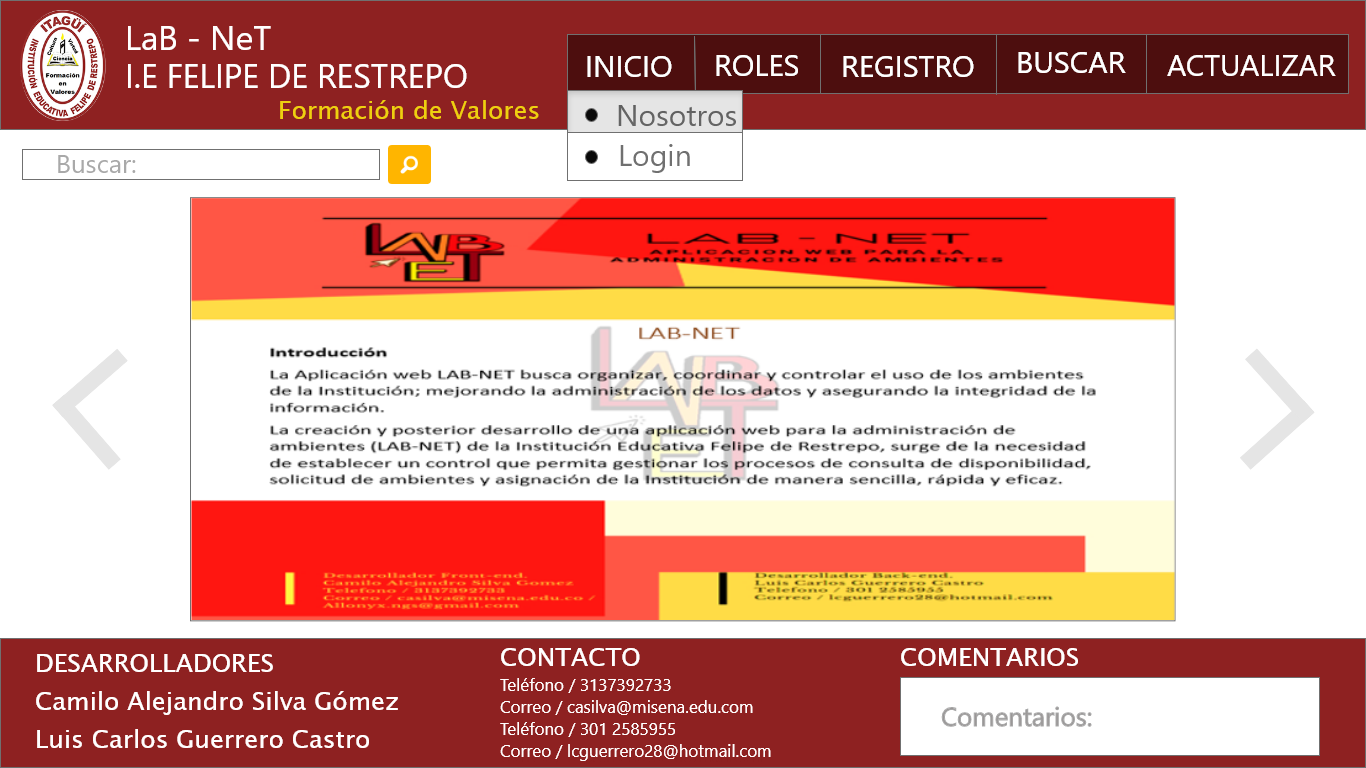 ITAGÜÍ
INSTITUCIÓN EDUCATIVA FELIPE DE RESTREPO
Ciencia
Formación
en
Valores
LaB - NeT
I.E FELIPE DE RESTREPO
Formación de Valores
INICIO
ROLES
REGISTRO
BUSCAR
ACTUALIZAR
Nosotros
Login
Buscar:
LAB NET
LAB - NET
APLICACION WEB PARA LA
ADMINISTRACION DE AMBIENTES
LAB-NET
Introducción
La Aplicación web LAB-NET busca organizar, coordinar y controlar el uso de los ambientes
de la Institución; mejorando la administración de los datos y asegurando la integridad de la
información.
La creación y posterior desarrollo de una aplicación web para la administración de
ambientes (LAB-NET) de la Institución Educativa Felipe de Restrepo, surge de la necesidad
de establecer un control que permita gestionar los procesos de consulta de disponibilidad,
solicitud de ambientes y asignación de la Institución de manera sencilla, rápida y eficaz.
LAB NET
Desarrollador Front-end.
Camilo Alejandro Silva Gomez
Telefono / 3137392733
Correo / casilva@misena.edu.co /
Allonyx.ngs@gmail.com
Desarrollador Back-end.
Luis Carlos Guerrero Castro
Telefono / 301 2585955
Correo / lcguerrero28@hotmail.com
DESARROLLADORES
Camilo Alejandro Silva Gómez
Luis Carlos Guerrero Castro
CONTACTO
Teléfono / 3137392733
Correo / casilva@misena.edu.com
Teléfono / 301 2585955
Correo / lcguerrero28@hotmail.com
COMENTARIOS
Comentarios: